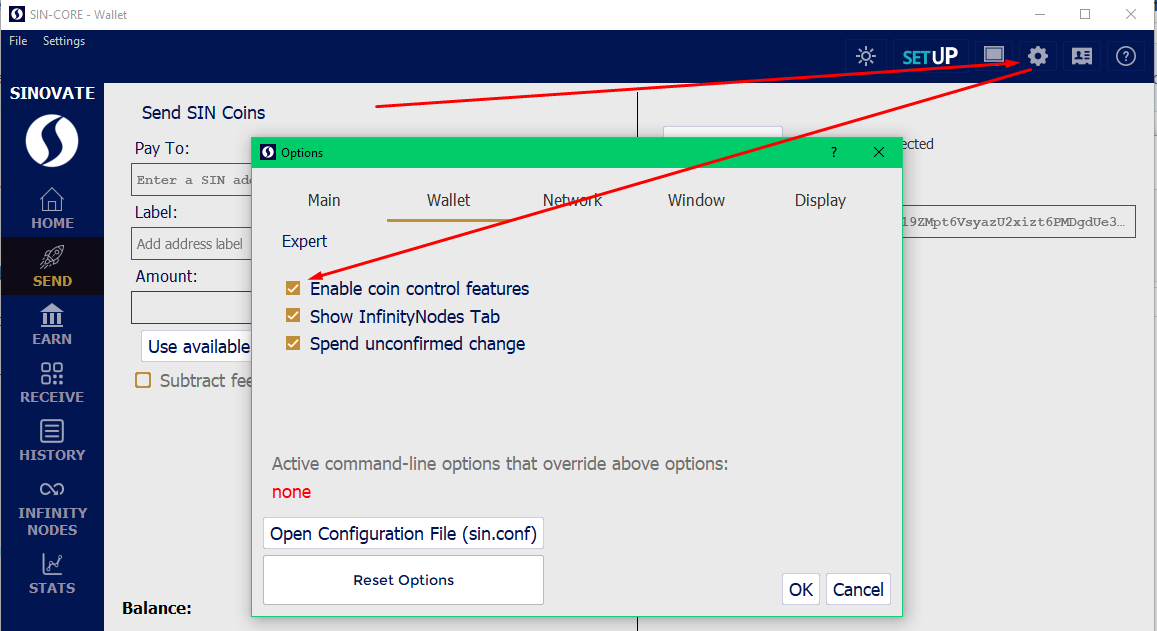 SIN-CORE - Wallet
File Settings
SETUP
SINOVATE
HOME
SEND
EARN
RECEIVE
HISTORY
INFINITY
NODES
STATS
Send SIN Coins
Pay To:
Enter a SIN add
Label:
Add address label
Amount:
Use available
Subtract fee
Balance:
ected
19ZMpt6VsyazU2xizt6PMDgdUe3...
Options
?
Main Wallet Network Window Display
Expert
Enable coin control features
Show InfinityNodes Tab
Spend unconfirmed change
Active command-line options that override above options:
none
Open Configuration File (sin.conf)
Reset Options
OK Cancel